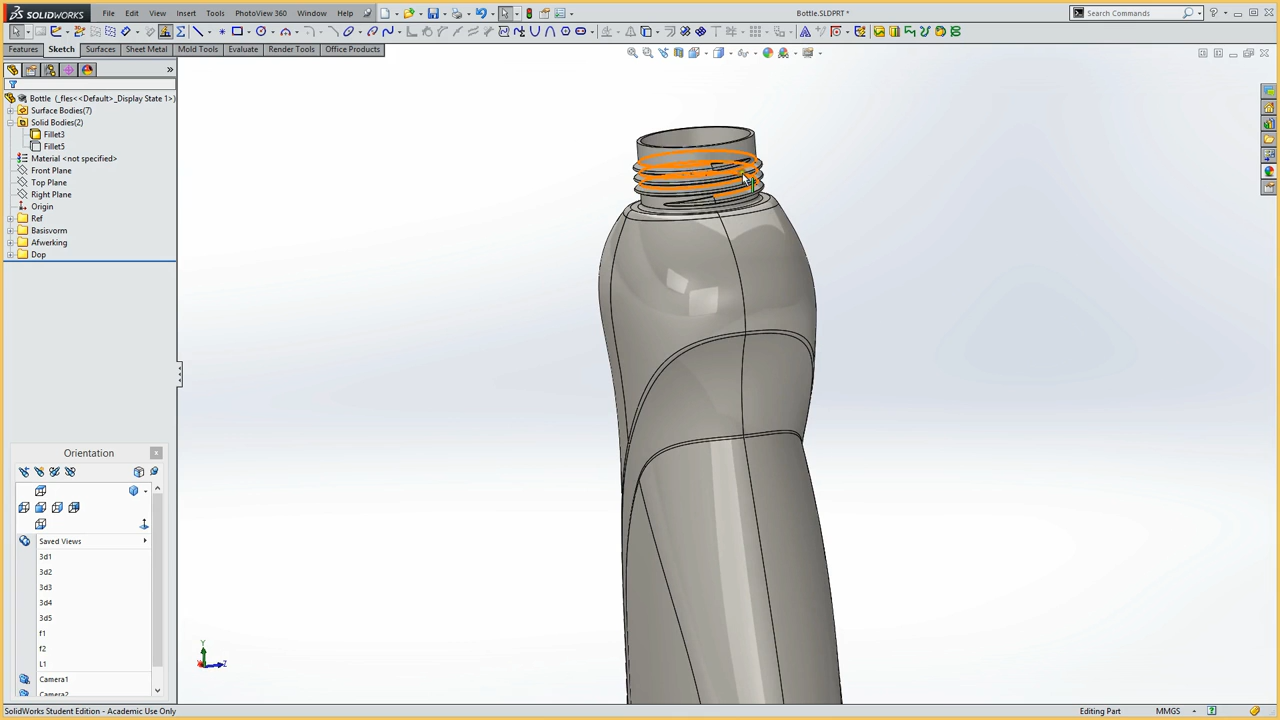 SOLIDWORKS File Edit View Insert Tools PhotoView 360 Window Help Bottle.SLDPRT * Search Commands
Features Sketch Surfaces Sheet Metal Mold Tools Evaluate Render Tools Office Products
Bottle (_fles<<Default>_Display State 1>)
Surface Bodies(7)
Solid Bodies(2)
Fillet3
Fillet5
Material <not specified>
Front Plane
Top Plane
Right Plane
Origin
Ref
Basisvorm
Afwerking
Dop
Orientation
Saved Views
3d1
3d2
3d3
3d4
3d5
f1
f2
L1
Camera1
Camera2
Y
X Z
SolidWorks Student Edition - Academic Use Only Editing Part MMGS